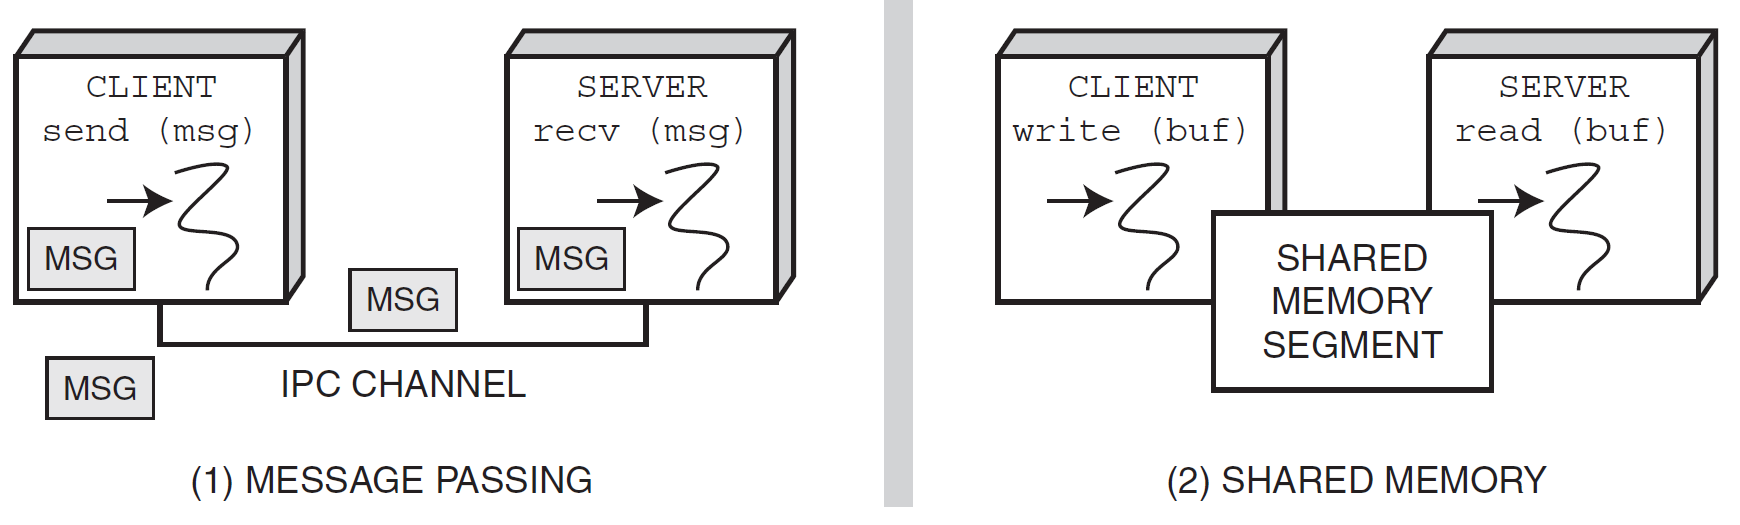 CLIENT
send (msg)
MSG
SERVER
recv (msg)
MSG
MSG
MSG
IPC CHANNEL
(1) MESSAGE PASSING
CLIENT
write (buf)
SERVER
read (buf)
SHARED
MEMORY
SEGMENT
(2) SHARED MEMORY